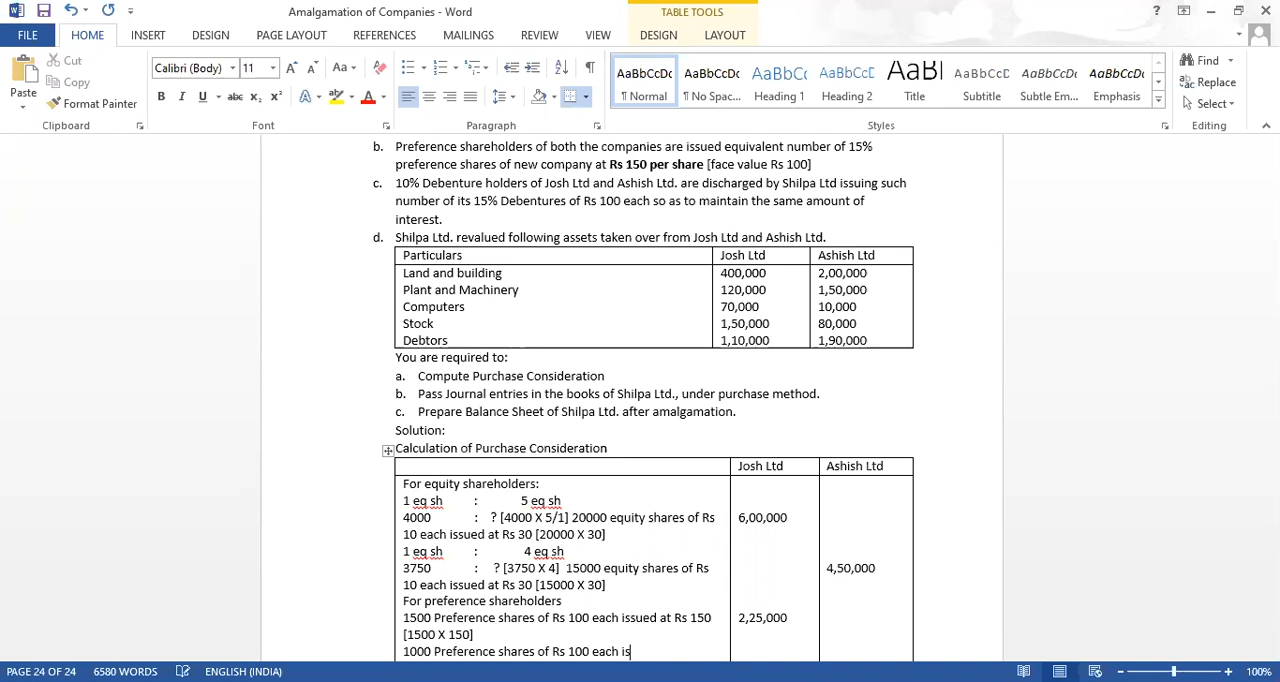 Amalgamation of Companies - Word
TABLE TOOLS
FILE HOME INSERT DESIGN PAGE LAYOUT REFERENCES MAILINGS REVIEW VIEW DESIGN LAYOUT
Paste
Cut
Copy
Format Painter
Clipboard
Calibri (Body) 11
Font
Paragraph
AaBbCcDc AaBbCcDc AaBbCc AaBbCcD AaBl AaBbCcD AaBbCcDc AaBbCcDc
¶ Normal ¶ No Spac... Heading 1 Heading 2 Title Subtitle Subtle Em... Emphasis
Styles
Find
Replace
Select
Editing
b. Preference shareholders of both the companies are issued equivalent number of 15%
preference shares of new company at Rs 150 per share [face value Rs 100]
c. 10% Debenture holders of Josh Ltd and Ashish Ltd. are discharged by Shilpa Ltd issuing such
number of its 15% Debentures of Rs 100 each so as to maintain the same amount of
interest.
d. Shilpa Ltd. revalued following assets taken over from Josh Ltd and Ashish Ltd.
Particulars Josh Ltd Ashish Ltd
Land and building 400,000 2,00,000
Plant and Machinery 120,000 1,50,000
Computers 70,000 10,000
Stock 1,50,000 80,000
Debtors 1,10,000 1,90,000
You are required to:
a. Compute Purchase Consideration
b. Pass Journal entries in the books of Shilpa Ltd., under purchase method.
c. Prepare Balance Sheet of Shilpa Ltd. after amalgamation.
Solution:
Calculation of Purchase Consideration
Josh Ltd Ashish Ltd
For equity shareholders:
1 eq sh : 5 eq sh
4000 : ? [4000 X 5/1] 20000 equity shares of Rs 6,00,000
10 each issued at Rs 30 [20000 X 30]
1 eq sh : 4 eq sh
3750 : ? [3750 X 4] 15000 equity shares of Rs 4,50,000
10 each issued at Rs 30 [15000 X 30]
For preference shareholders
1500 Preference shares of Rs 100 each issued at Rs 150 2,25,000
[1500 X 150]
1000 Preference shares of Rs 100 each is
PAGE 24 OF 24 6580 WORDS ENGLISH (INDIA) 100%